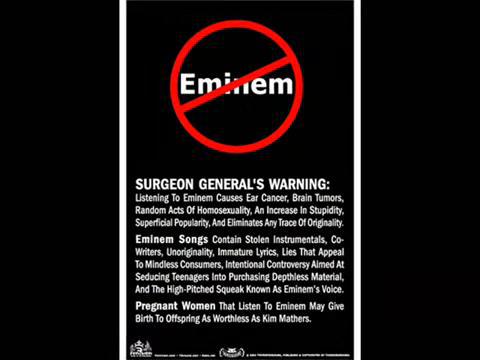 Eminem
SURGEON GENERAL'S WARNING:
Listening To Eminem Causes Ear Cancer, Brain Tumors,
Random Acts Of Homosexuality, An Increase In Stupidity,
Superficial Popularity, And Eliminates Any Trace Of Originality.
Eminem Songs Contain Stolen Instrumentals, Co-
Writers, Unoriginality, Immature Lyrics, Lies That Appeal
To Mindless Consumers, Intentional Controversy Aimed At
Seducing Teenagers Into Purchasing Depthless Material,
And The High-Pitched Squeak Known As Eminem's Voice.
Pregnant Women That Listen To Eminem May Give
Birth To Offspring As Worthless As Kim Mathers.